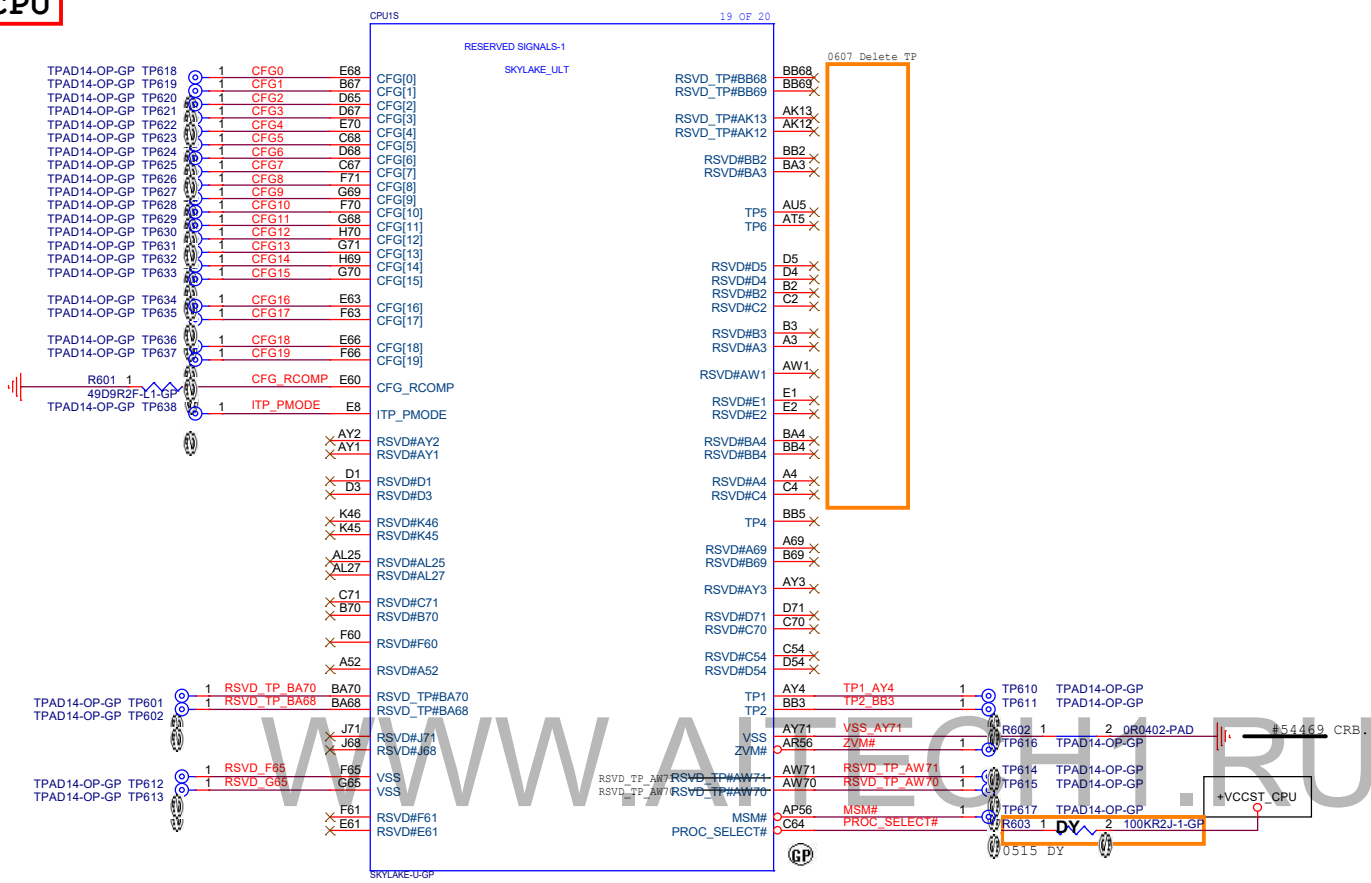 CPU
CPU1S 19 OF 20
RESERVED SIGNALS-1
SKYLAKE_ULT
0607 Delete TP
TPAD14-OP-GP TP618 1 CFG0 E68 CFG[0]
TPAD14-OP-GP TP619 1 CFG1 B67 CFG[1]
TPAD14-OP-GP TP620 1 CFG2 D65 CFG[2]
TPAD14-OP-GP TP621 1 CFG3 D67 CFG[3]
TPAD14-OP-GP TP622 1 CFG4 E70 CFG[4]
TPAD14-OP-GP TP623 1 CFG5 C68 CFG[5]
TPAD14-OP-GP TP624 1 CFG6 D68 CFG[6]
TPAD14-OP-GP TP625 1 CFG7 C67 CFG[7]
TPAD14-OP-GP TP626 1 CFG8 F71 CFG[8]
TPAD14-OP-GP TP627 1 CFG9 G69 CFG[9]
TPAD14-OP-GP TP628 1 CFG10 F70 CFG[10]
TPAD14-OP-GP TP629 1 CFG11 G68 CFG[11]
TPAD14-OP-GP TP630 1 CFG12 H70 CFG[12]
TPAD14-OP-GP TP631 1 CFG13 G71 CFG[13]
TPAD14-OP-GP TP632 1 CFG14 H69 CFG[14]
TPAD14-OP-GP TP633 1 CFG15 G70 CFG[15]
TPAD14-OP-GP TP634 1 CFG16 E63 CFG[16]
TPAD14-OP-GP TP635 1 CFG17 F63 CFG[17]
TPAD14-OP-GP TP636 1 CFG18 E66 CFG[18]
TPAD14-OP-GP TP637 1 CFG19 F66 CFG[19]
R601 1 CFG_RCOMP E60 CFG_RCOMP
49D9R2F-L1-GP
TPAD14-OP-GP TP638 1 ITP_PMODE E8 ITP_PMODE
AY2 RSVD#AY2
AY1 RSVD#AY1
D1 RSVD#D1
D3 RSVD#D3
K46 RSVD#K46
K45 RSVD#K45
AL25 RSVD#AL25
AL27 RSVD#AL27
C71 RSVD#C71
B70 RSVD#B70
F60 RSVD#F60
A52 RSVD#A52
TPAD14-OP-GP TP601 1 RSVD_TP_BA70 BA70 RSVD_TP#BA70
TPAD14-OP-GP TP602 1 RSVD_TP_BA68 BA68 RSVD_TP#BA68
J71 RSVD#J71
J68 RSVD#J68
TPAD14-OP-GP TP612 1 RSVD_F65 F65 VSS
TPAD14-OP-GP TP613 1 RSVD_G65 G65 VSS
F61 RSVD#F61
E61 RSVD#E61
SKYLAKE-U-GP
RSVD_TP#BB68 BB68
RSVD_TP#BB69 BB69
RSVD_TP#AK13 AK13
RSVD_TP#AK12 AK12
RSVD#BB2 BB2
RSVD#BA3 BA3
TP5 AU5
TP6 AT5
RSVD#D5 D5
RSVD#D4 D4
RSVD#B2 B2
RSVD#C2 C2
RSVD#B3 B3
RSVD#A3 A3
RSVD#AW1 AW1
RSVD#E1 E1
RSVD#E2 E2
RSVD#BA4 BA4
RSVD#BB4 BB4
RSVD#A4 A4
RSVD#C4 C4
TP4 BB5
RSVD#A69 A69
RSVD#B69 B69
RSVD#AY3 AY3
RSVD#D71 D71
RSVD#C70 C70
RSVD#C54 C54
RSVD#D54 D54
TP1 AY4 TP1_AY4 1 TP610 TPAD14-OP-GP
TP2 BB3 TP2_BB3 1 TP611 TPAD14-OP-GP
VSS AY71 VSS_AY71 R602 1 2 0R0402-PAD #54469 CRB.
ZVM# AR56 ZVM# 1 TP616 TPAD14-OP-GP
RSVD_TP_AW71 RSVD_TP#AW71 AW71 RSVD_TP_AW71 1 TP614 TPAD14-OP-GP
RSVD_TP_AW70 RSVD_TP#AW70 AW70 RSVD_TP_AW70 1 TP615 TPAD14-OP-GP
+VCCST_CPU
MSM# AP56 MSM# 1 TP617 TPAD14-OP-GP
PROC_SELECT# C64 PROC_SELECT# R603 1 DY 2 100KR2J-1-GP
0515 DY
GP
WWW.AITECH1.RU